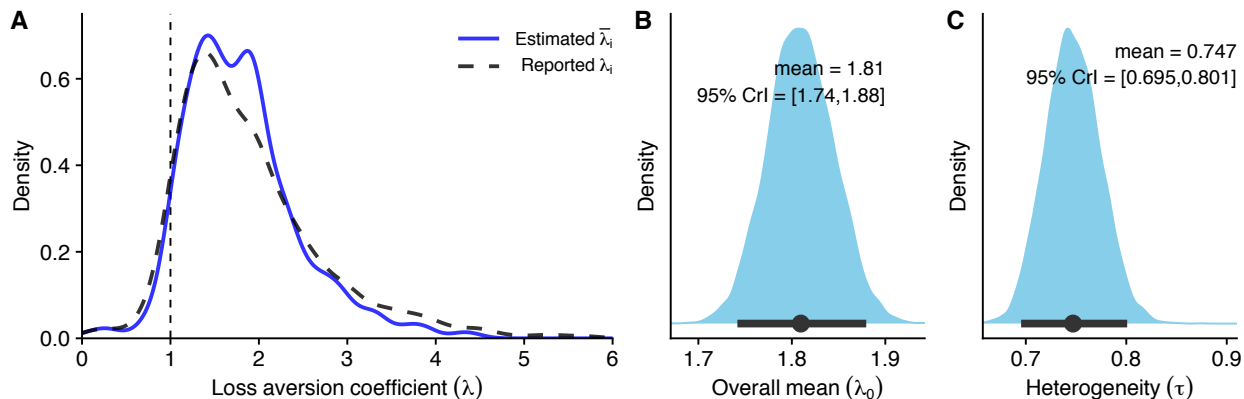 A
Estimated λ̄ᵢ
Reported λᵢ
Density
0.6
0.4
0.2
0.0
0 1 2 3 4 5 6
Loss aversion coefficient (λ)
B
mean = 1.81
95% CrI = [1.74,1.88]
Density
1.7 1.8 1.9
Overall mean (λ₀)
C
mean = 0.747
95% CrI = [0.695,0.801]
Density
0.7 0.8 0.9
Heterogeneity (τ)